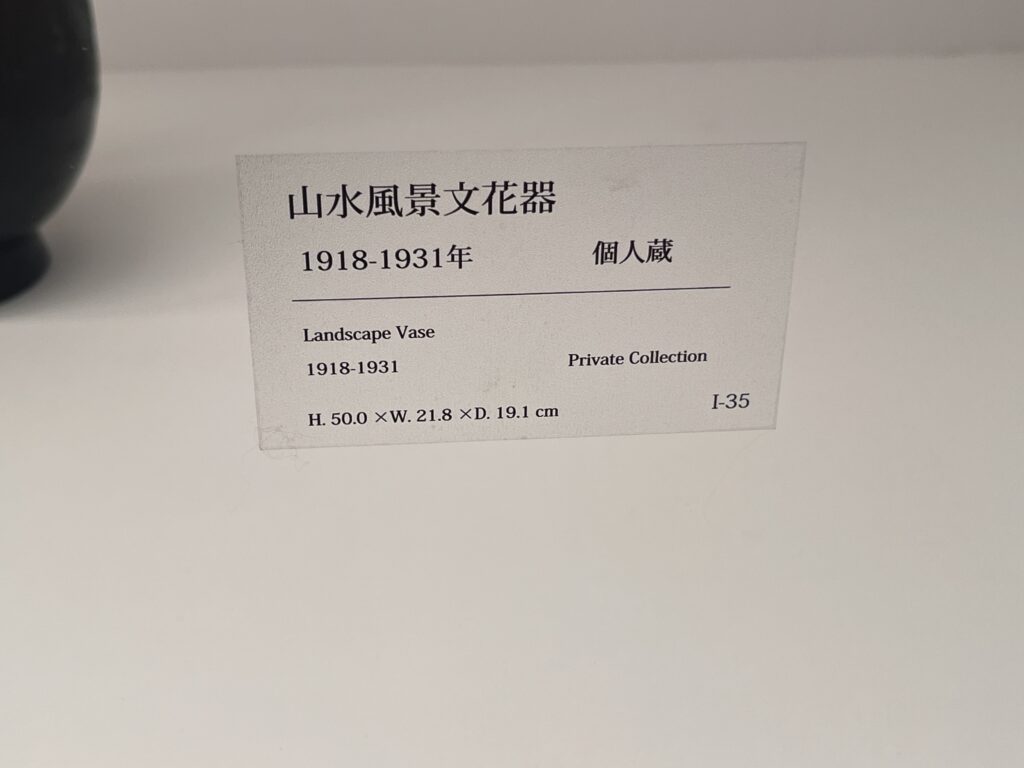 山水風景文花器
1918-1931年 個人蔵
Landscape Vase
1918-1931 Private Collection
H. 50.0 ×W. 21.8 ×D. 19.1 cm I-35